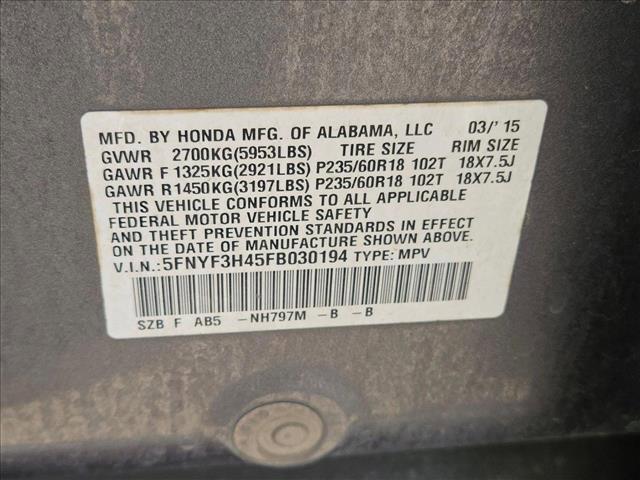 MFD. BY HONDA MFG. OF ALABAMA, LLC 03/'15
GVWR 2700KG(5953LBS) TIRE SIZE RIM SIZE
GAWR F 1325KG(2921LBS) P235/60R18 102T 18X7.5J
GAWR R 1450KG(3197LBS) P235/60R18 102T 18X7.5J
THIS VEHICLE CONFORMS TO ALL APPLICABLE
FEDERAL MOTOR VEHICLE SAFETY
AND THEFT PREVENTION STANDARDS IN EFFECT
ON THE DATE OF MANUFACTURE SHOWN ABOVE.
V.I.N.: 5FNYF3H45FB030194 TYPE: MPV
SZB F AB5 -NH797M -B -B